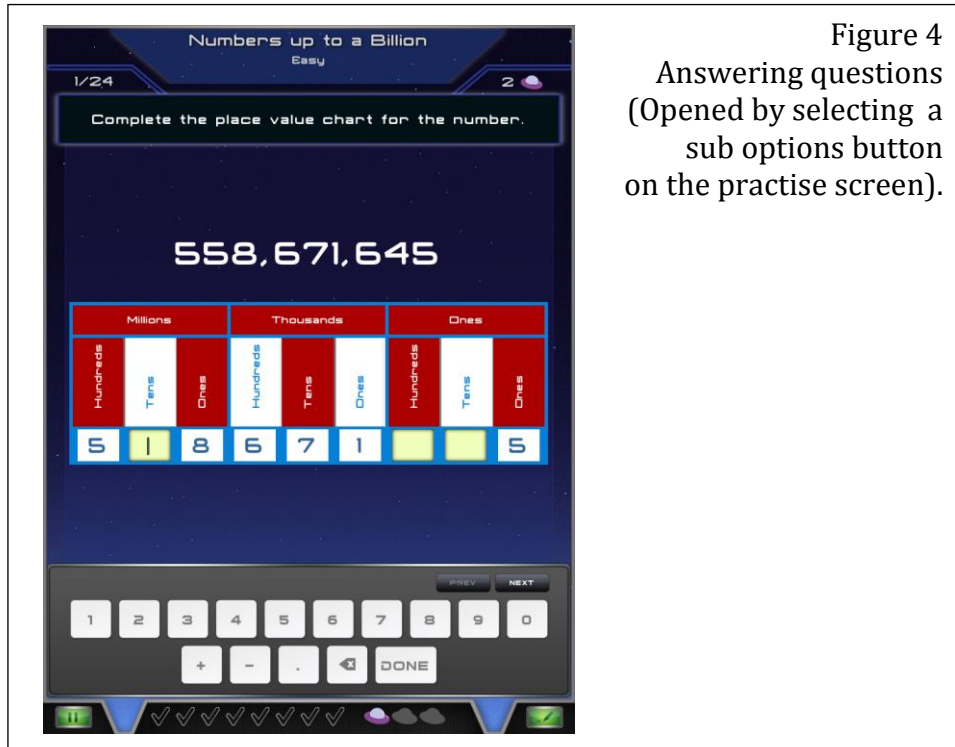 Numbers up to a Billion
Easy
1/24
2
Complete the place value chart for the number.
558,671,645
Millions Thousands Ones
Hundreds Tens Ones Hundreds Tens Ones Hundreds Tens Ones
5 8 6 7 1 5
PREV NEXT
1 2 3 4 5 6 7 8 9 0
+ - . DONE
Figure 4
Answering questions
(Opened by selecting a
sub options button
on the practise screen).